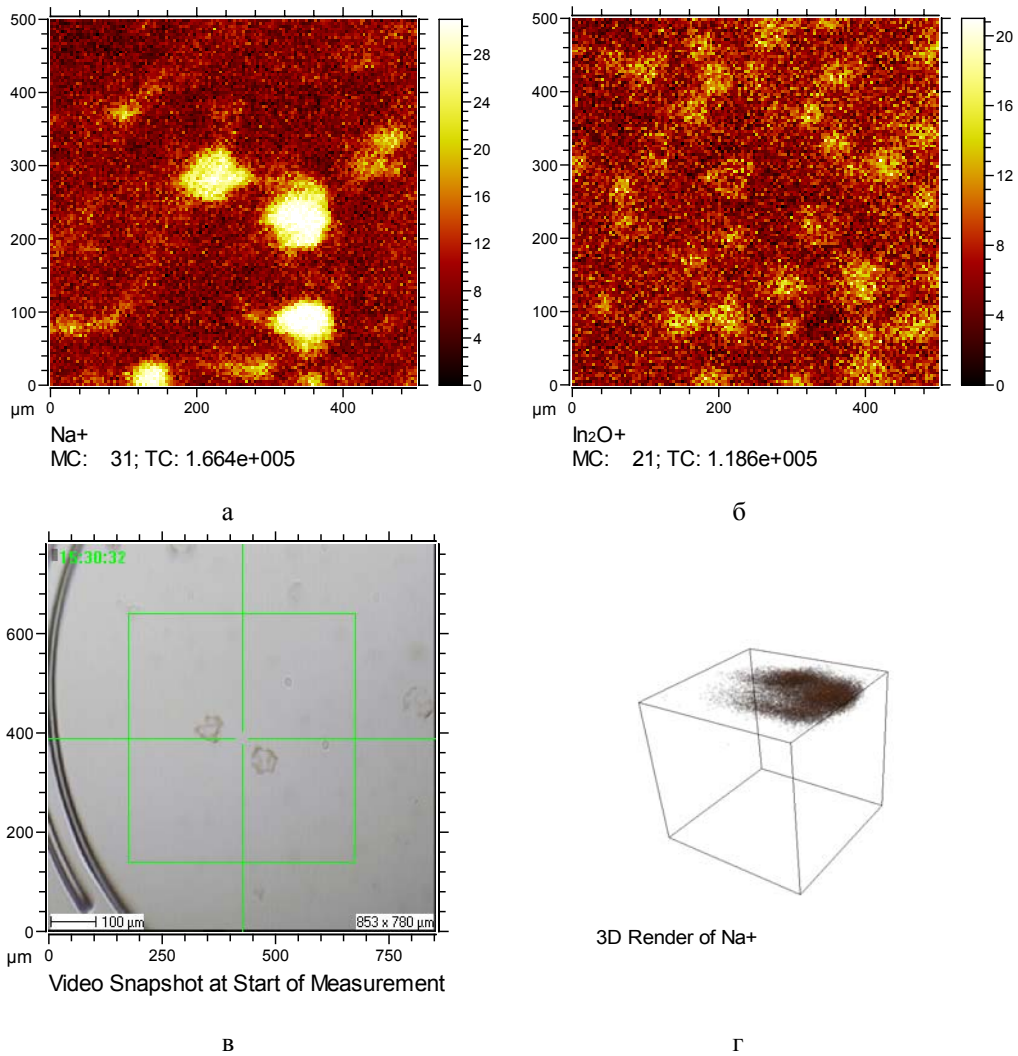 500
400
300
200
100
0
µm
0
200
400
28
24
20
16
12
8
4
0
Na+
MC: 31; TC: 1.664e+005
а
500
400
300
200
100
0
µm
0
200
400
20
16
12
8
4
0
In₂O+
MC: 21; TC: 1.186e+005
б
600
400
200
0
µm
0
250
500
750
100 µm
853 x 780 µm
Video Snapshot at Start of Measurement
в
3D Render of Na+
г